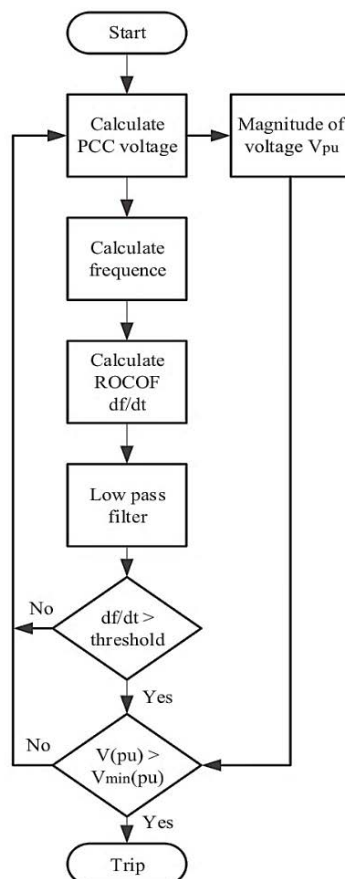 Start
Calculate
PCC voltage
Magnitude of
voltage Vpu
Calculate
frequence
Calculate
ROCOF
df/dt
Low pass
filter
No
df/dt >
threshold
Yes
No
V(pu) >
Vmin(pu)
Yes
Trip